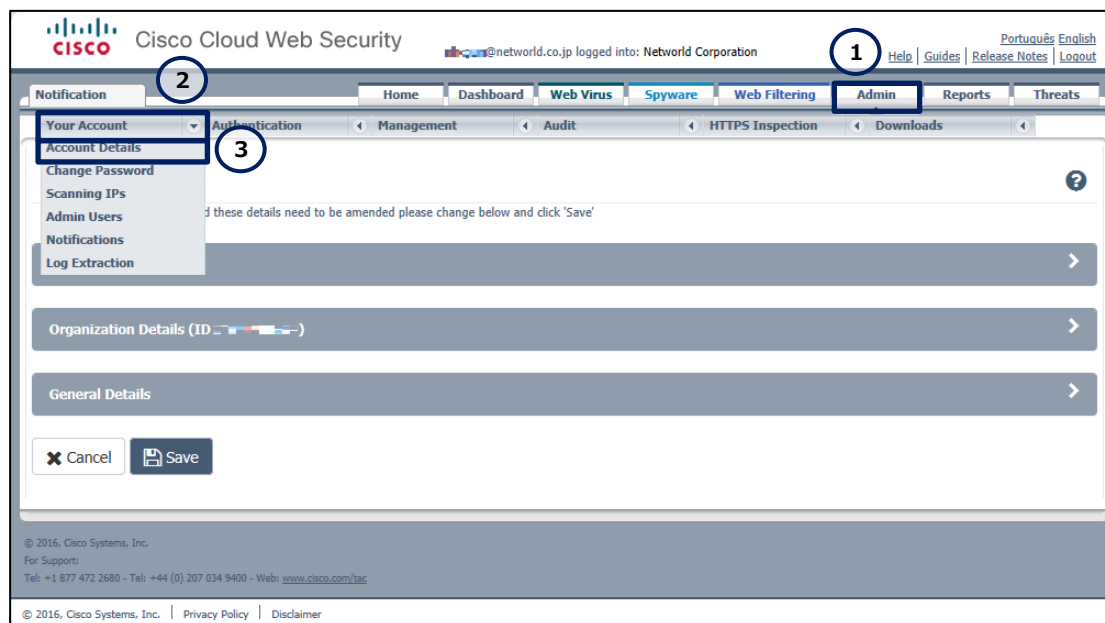 CISCO Cisco Cloud Web Security
@networld.co.jp logged into: Networld Corporation
Português English
Help | Guides | Release Notes | Logout
1
2
Notification Home Dashboard Web Virus Spyware Web Filtering Admin Reports Threats
Your Account Authentication Management Audit HTTPS Inspection Downloads
Account Details
3
Change Password
Scanning IPs
Admin Users
d these details need to be amended please change below and click 'Save'
Notifications
Log Extraction
Organization Details (ID )
General Details
Cancel Save
© 2016, Cisco Systems, Inc.
For Support:
Tel: +1 877 472 2680 - Tel: +44 (0) 207 034 9400 - Web: www.cisco.com/tac
© 2016, Cisco Systems, Inc. | Privacy Policy | Disclaimer